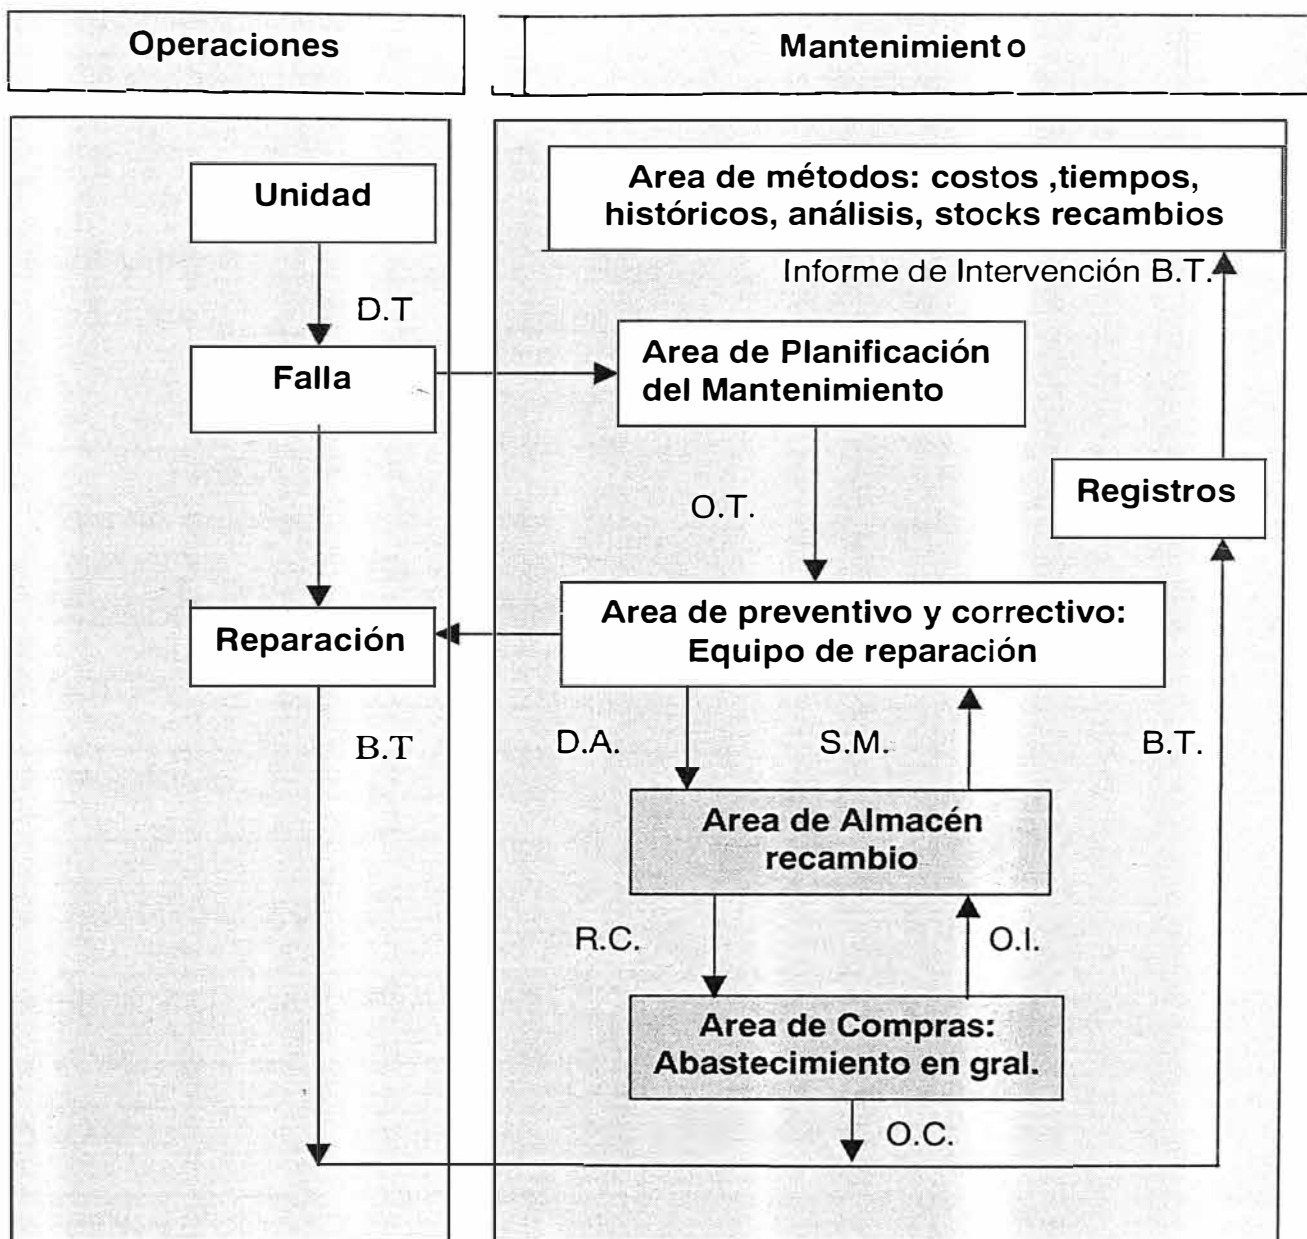 Operaciones
Mantenimiento
Unidad
D.T
Falla
Reparación
B.T
Area de métodos: costos ,tiempos,
históricos, análisis, stocks recambios
Informe de Intervención B.T.
Area de Planificación
del Mantenimiento
O.T.
Registros
Area de preventivo y correctivo:
Equipo de reparación
D.A.
S.M.
B.T.
Area de Almacén
recambio
R.C.
O.I.
Area de Compras:
Abastecimiento en gral.
O.C.